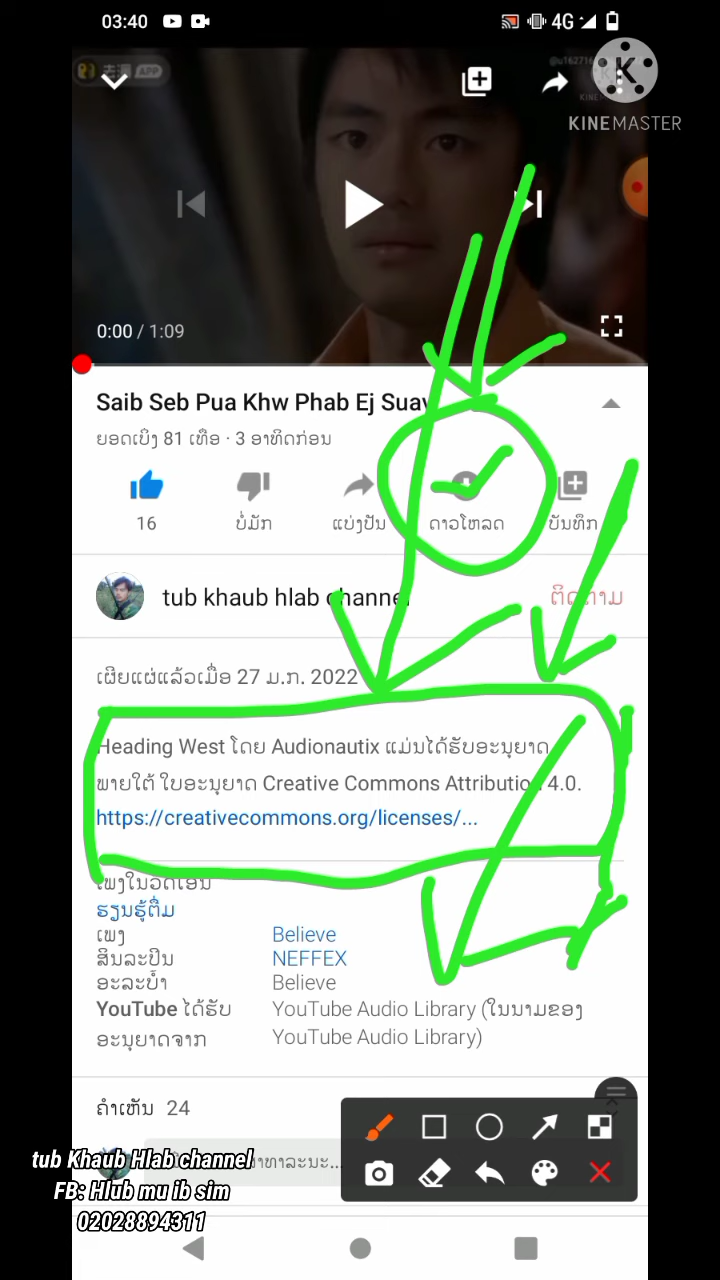 03:40
4G
APP
KINEMASTER
0:00 / 1:09
Saib Seb Pua Khw Phab Ej Suav
ຍອດເບິ່ງ 81 ເທື່ອ · 3 ອາທິດກ່ອນ
16 ບໍ່ມັກ ແບ່ງປັນ ດາວໂຫລດ ບັນທຶກ
tub khaub hlab channel ຕິດຕາມ
ເຜີຍແຜ່ແລ້ວເມື່ອ 27 ມ.ກ. 2022
Heading West ໂດຍ Audionautix ແມ່ນໄດ້ຮັບອະນຸຍາດ
ພາຍໃຕ້ ໃບອະນຸຍາດ Creative Commons Attribution 4.0.
https://creativecommons.org/licenses/...
ເພງໃນວິດີໂອນີ້
ຮຽນຮູ້ຕື່ມ
ເພງ Believe
ສິນລະປິນ NEFFEX
ອະລະບ້ຳ Believe
YouTube ໄດ້ຮັບ YouTube Audio Library (ໃນນາມຂອງ
ອະນຸຍາດຈາກ YouTube Audio Library)
ຄຳເຫັນ 24
tub Khaub Hlab channel
FB: Hlub mu ib sim
02028894311